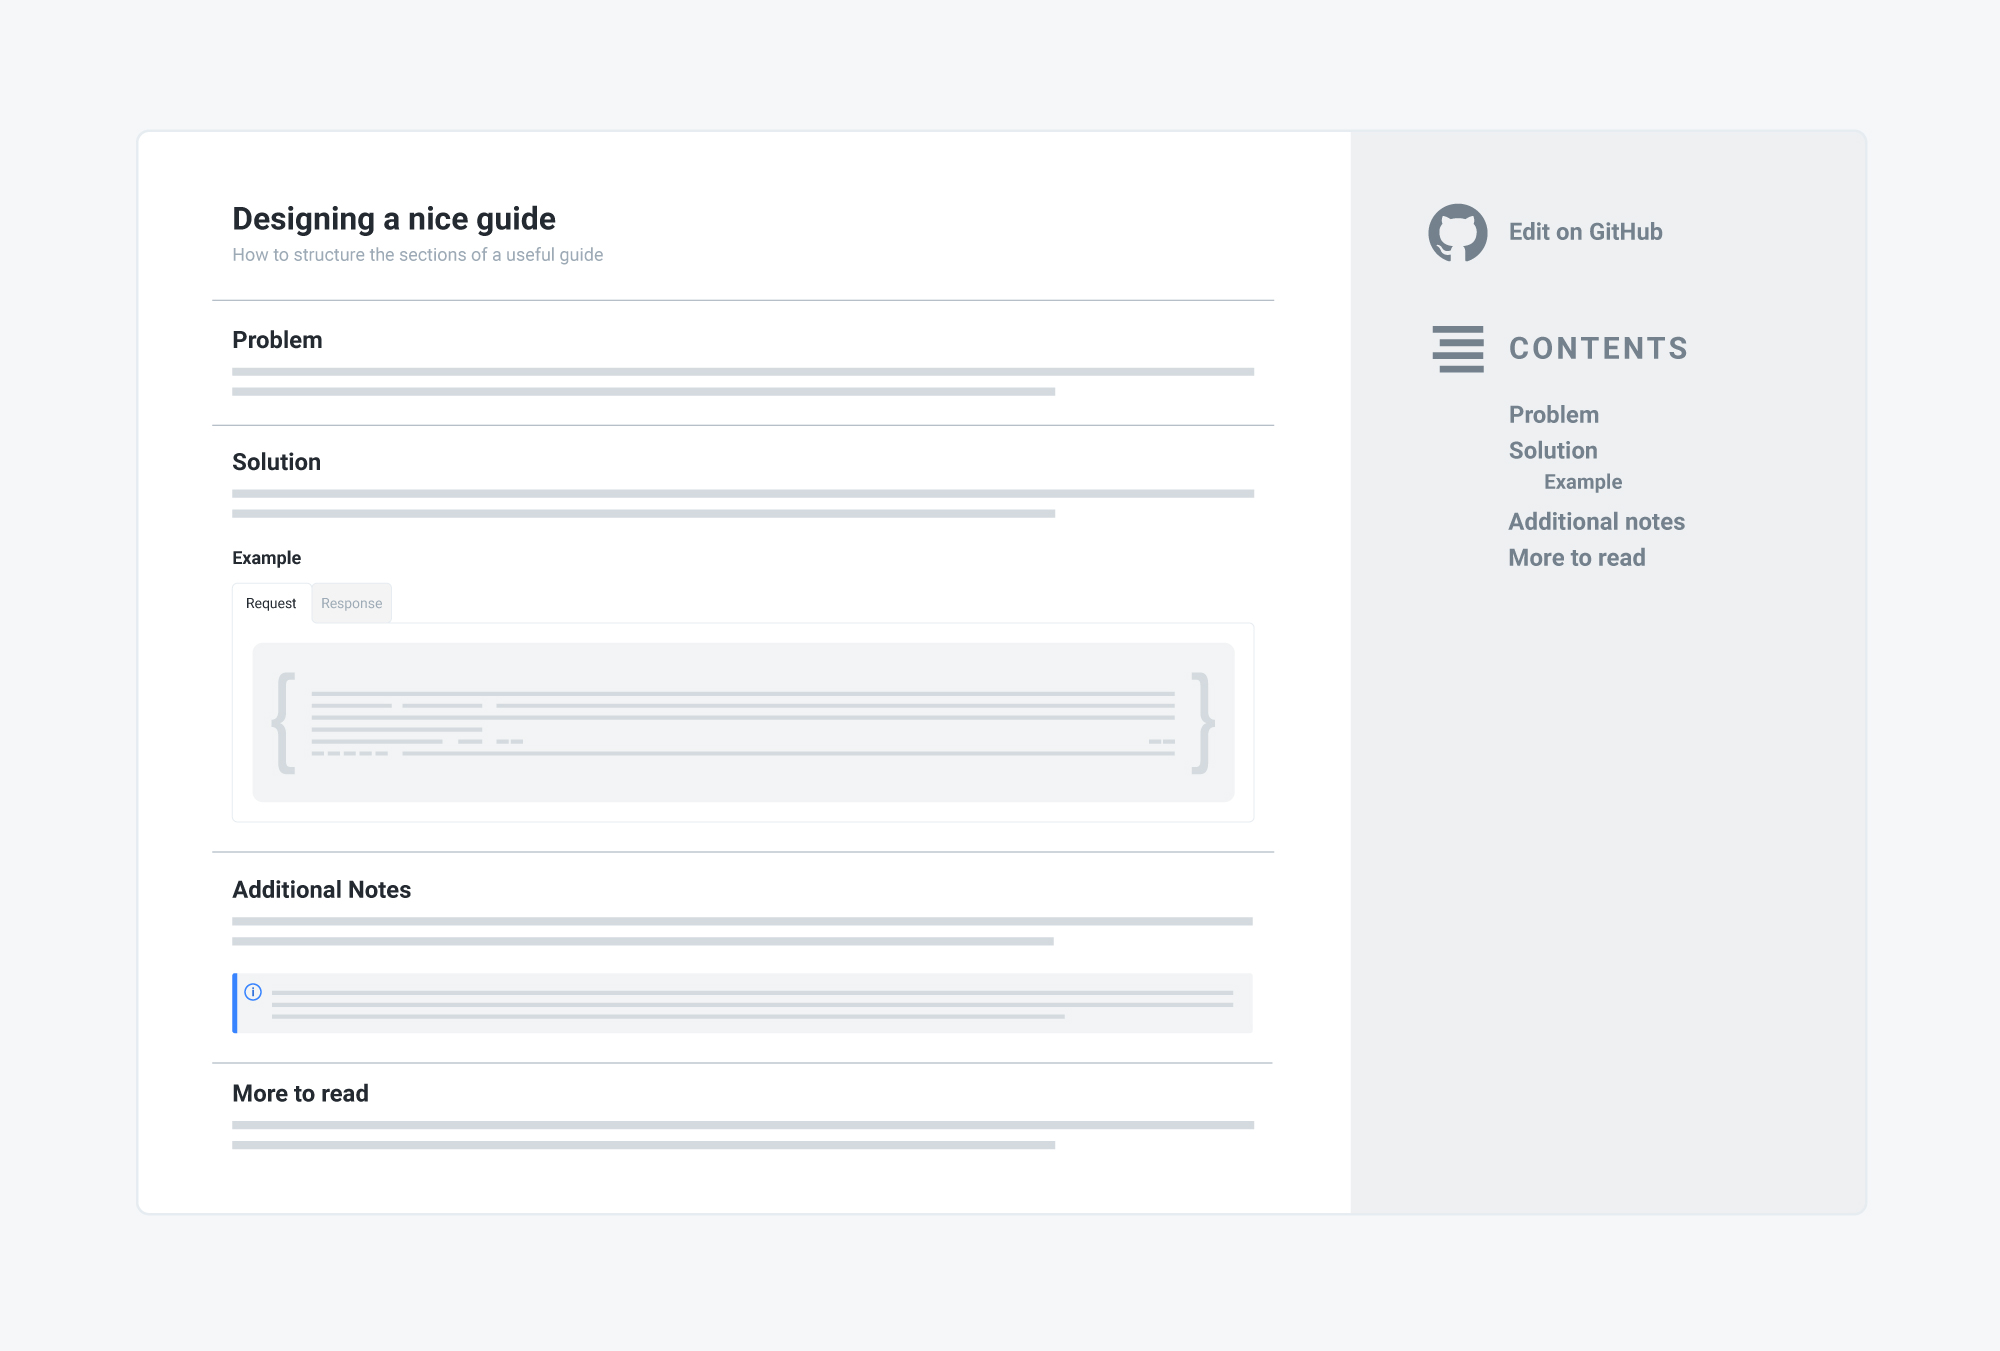 Designing a nice guide
How to structure the sections of a useful guide
Problem
Solution
Example
Request
Response
{ }
Additional Notes
More to read
Edit on GitHub
CONTENTS
Problem
Solution
Example
Additional notes
More to read